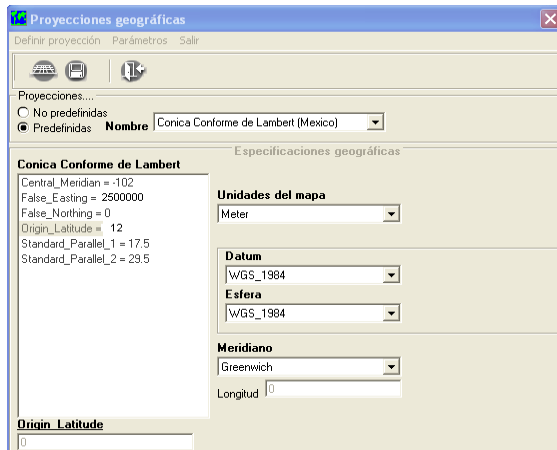 Proyecciones geográficas
Definir proyección Parámetros Salir
Proyecciones....
No predefinidas
Predefinidas Nombre Conica Conforme de Lambert (Mexico)
Especificaciones geográficas
Conica Conforme de Lambert
Central_Meridian = -102
False_Easting = 2500000
False_Northing = 0
Origin_Latitude = 12
Standard_Parallel_1 = 17.5
Standard_Parallel_2 = 29.5
Unidades del mapa
Meter
Datum
WGS_1984
Esfera
WGS_1984
Meridiano
Greenwich
Longitud 0
Origin_Latitude
0